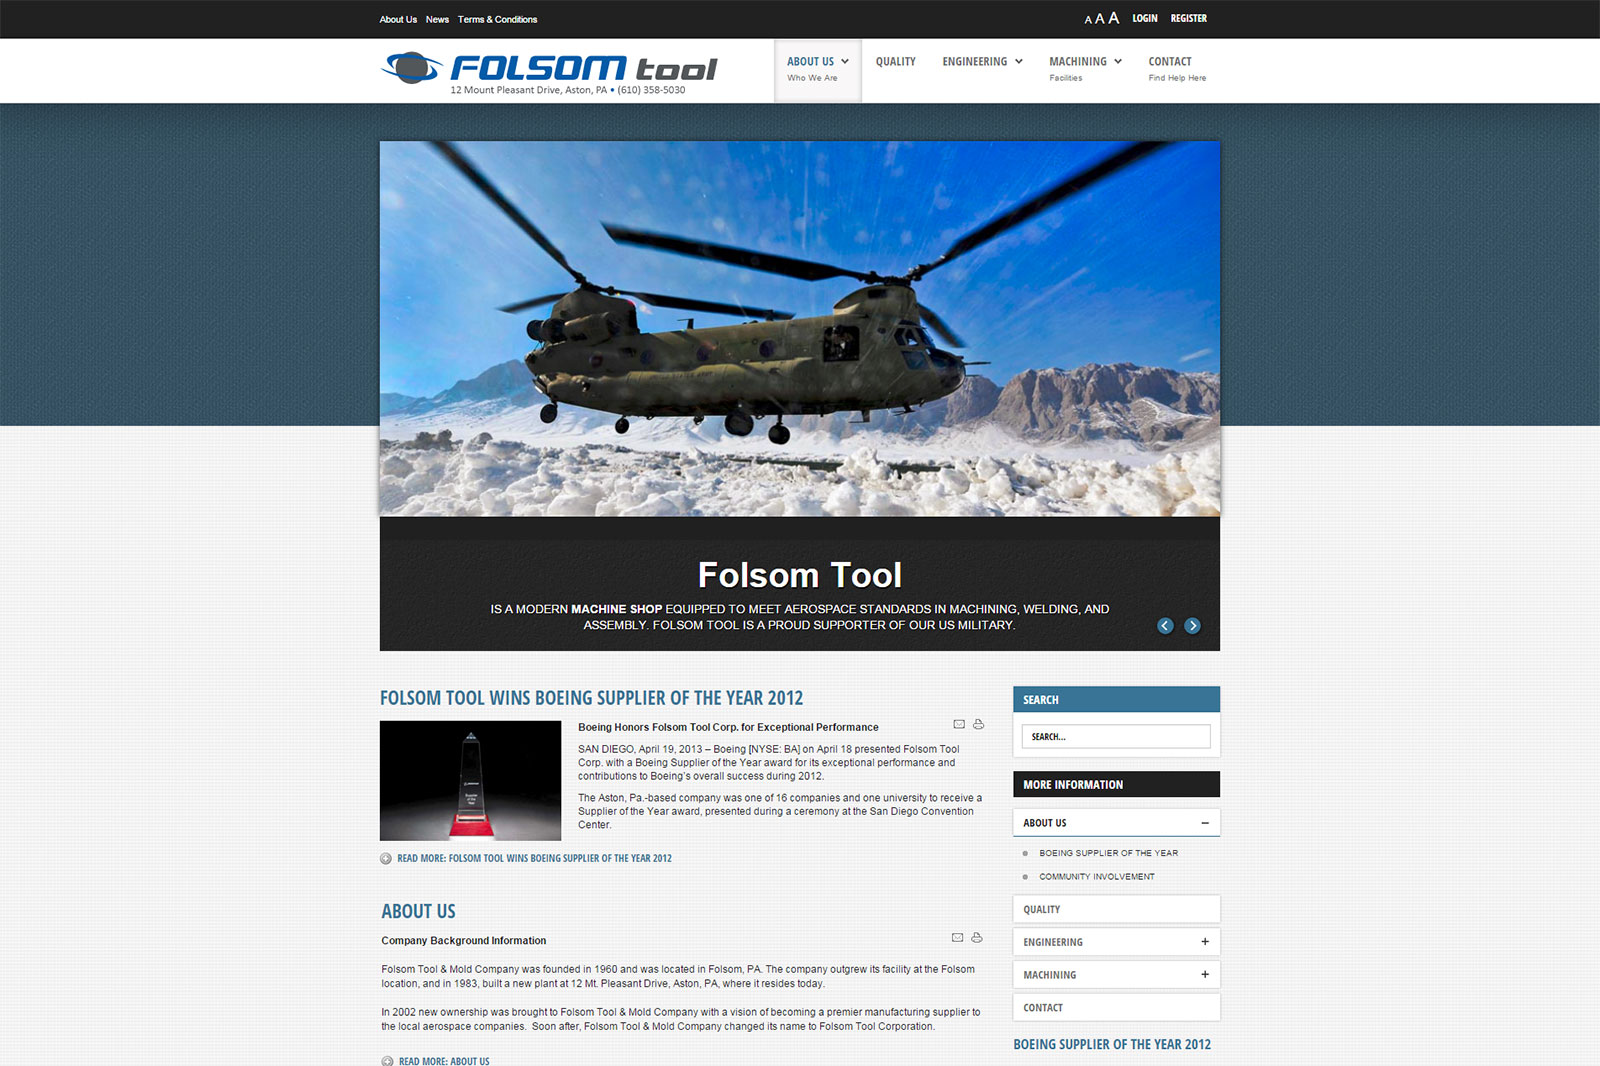 About Us News Terms & Conditions
A A A LOGIN REGISTER
FOLSOM tool
12 Mount Pleasant Drive, Aston, PA • (610) 358-5030
ABOUT US QUALITY ENGINEERING MACHINING CONTACT
Who We Are Facilities Find Help Here
Folsom Tool
IS A MODERN MACHINE SHOP EQUIPPED TO MEET AEROSPACE STANDARDS IN MACHINING, WELDING, AND
ASSEMBLY. FOLSOM TOOL IS A PROUD SUPPORTER OF OUR US MILITARY.
FOLSOM TOOL WINS BOEING SUPPLIER OF THE YEAR 2012
Boeing Honors Folsom Tool Corp. for Exceptional Performance
SAN DIEGO, April 19, 2013 – Boeing [NYSE: BA] on April 18 presented Folsom Tool
Corp. with a Boeing Supplier of the Year award for its exceptional performance and
contributions to Boeing's overall success during 2012.
The Aston, Pa.-based company was one of 16 companies and one university to receive a
Supplier of the Year award, presented during a ceremony at the San Diego Convention
Center.
Supplier
of the
Year
READ MORE: FOLSOM TOOL WINS BOEING SUPPLIER OF THE YEAR 2012
ABOUT US
Company Background Information
Folsom Tool & Mold Company was founded in 1960 and was located in Folsom, PA. The company outgrew its facility at the Folsom
location, and in 1983, built a new plant at 12 Mt. Pleasant Drive, Aston, PA, where it resides today.
In 2002 new ownership was brought to Folsom Tool & Mold Company with a vision of becoming a premier manufacturing supplier to
the local aerospace companies. Soon after, Folsom Tool & Mold Company changed its name to Folsom Tool Corporation.
READ MORE: ABOUT US
SEARCH
SEARCH...
MORE INFORMATION
ABOUT US
BOEING SUPPLIER OF THE YEAR
COMMUNITY INVOLVEMENT
QUALITY
ENGINEERING
MACHINING
CONTACT
BOEING SUPPLIER OF THE YEAR 2012